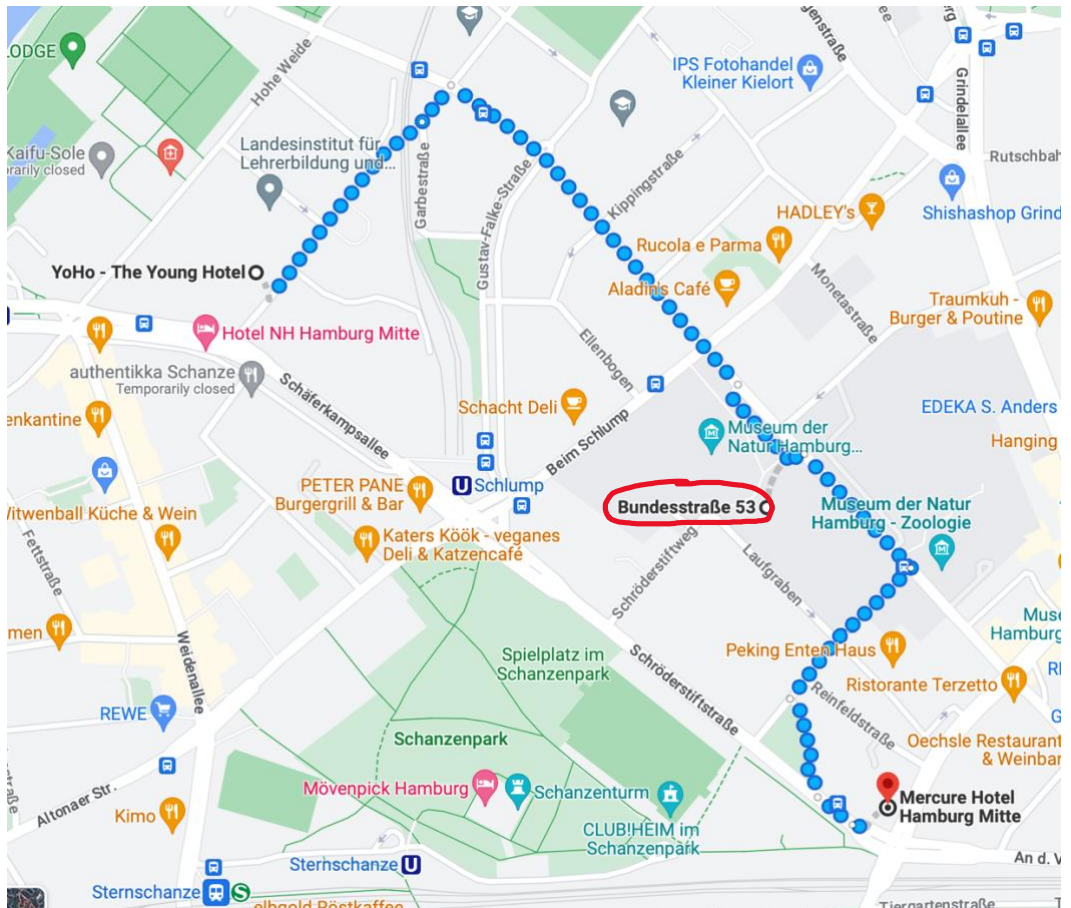 LODGE
Hohe Weide
IPS Fotohandel
Kleiner Kielort
Grindelallee
Kaifu-Sole
orarily closed
Landesinstitut für
Lehrerbildung und...
Garbestraße
Gustav-Falke-Straße
Kippingstraße
Rutschbah
HADLEY's
Shishashop Grind
Rucola e Parma
YoHo - The Young Hotel
Aladin's Café
Monetastraße
Traumkuh -
Burger & Poutine
Hotel NH Hamburg Mitte
Ellenbogen
authentikka Schanze
Temporarily closed
Schäferkampsallee
Schacht Deli
EDEKA S. Anders
enkantine
Museum der
Natur Hamburg...
Hanging
Beim Schlump
PETER PANE
Burgergrill & Bar
U Schlump
Bundesstraße 53
Museum der Natur
Hamburg - Zoologie
Witwenball Küche & Wein
Katers Köök - veganes
Deli & Katzencafé
Fettstraße
Schröderstiftweg
Laufgraben
men
Muse
Hamburg
Weidenallee
Spielplatz im
Schanzenpark
Schröderstiftstraße
Peking Enten Haus
Ristorante Terzetto
Reinfeldstraße
REWE
Schanzenpark
Oechsle Restaurant
& Weinbar
Mövenpick Hamburg
Schanzenturm
Mercure Hotel
Hamburg Mitte
Altonaer Str.
Kimo
CLUB!HEIM im
Schanzenpark
An d. V
Sternschanze U
Sternschanze S
elbgold Röstkaffee
Tiergartenstraße